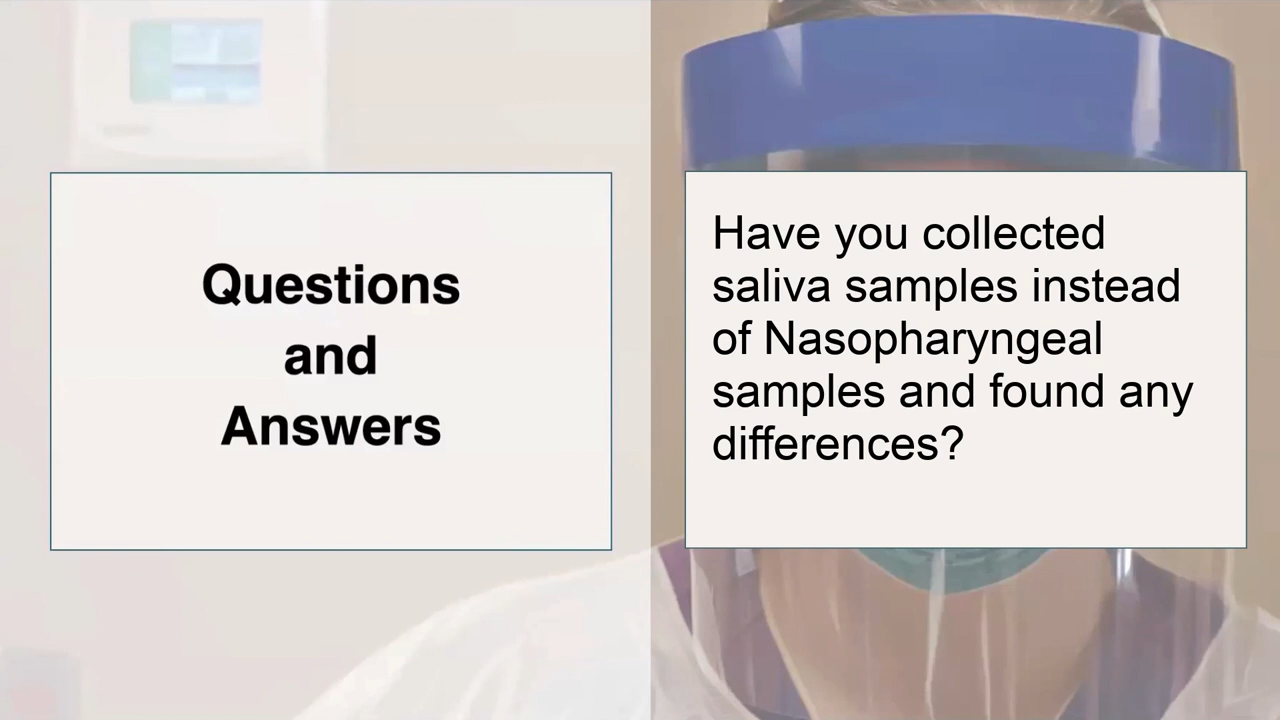 Questions
and
Answers
Have you collected
saliva samples instead
of Nasopharyngeal
samples and found any
differences?